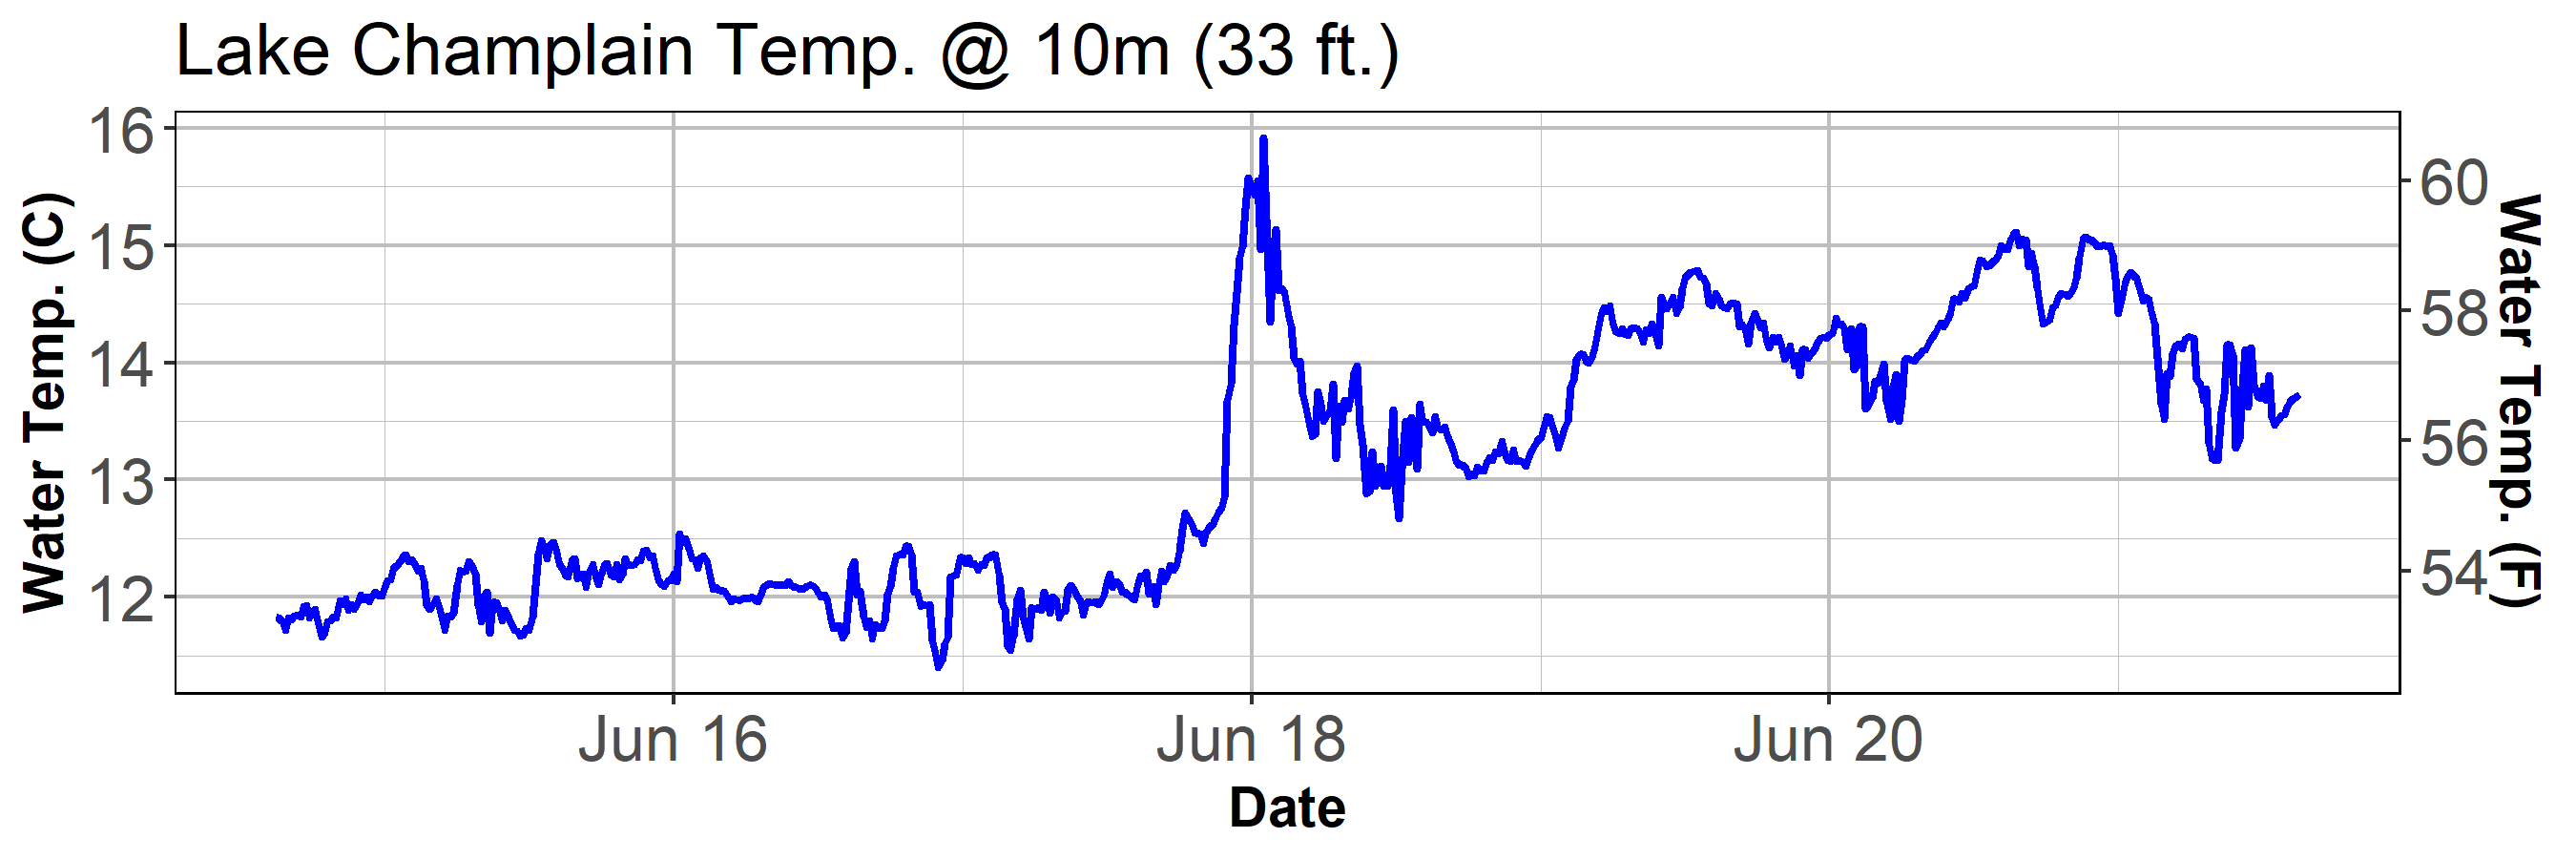 Lake Champlain Temp. @ 10m (33 ft.)
Water Temp. (C)
16
15
14
13
12
60
58
56
54
Water Temp. (F)
Jun 16 Jun 18 Jun 20
Date